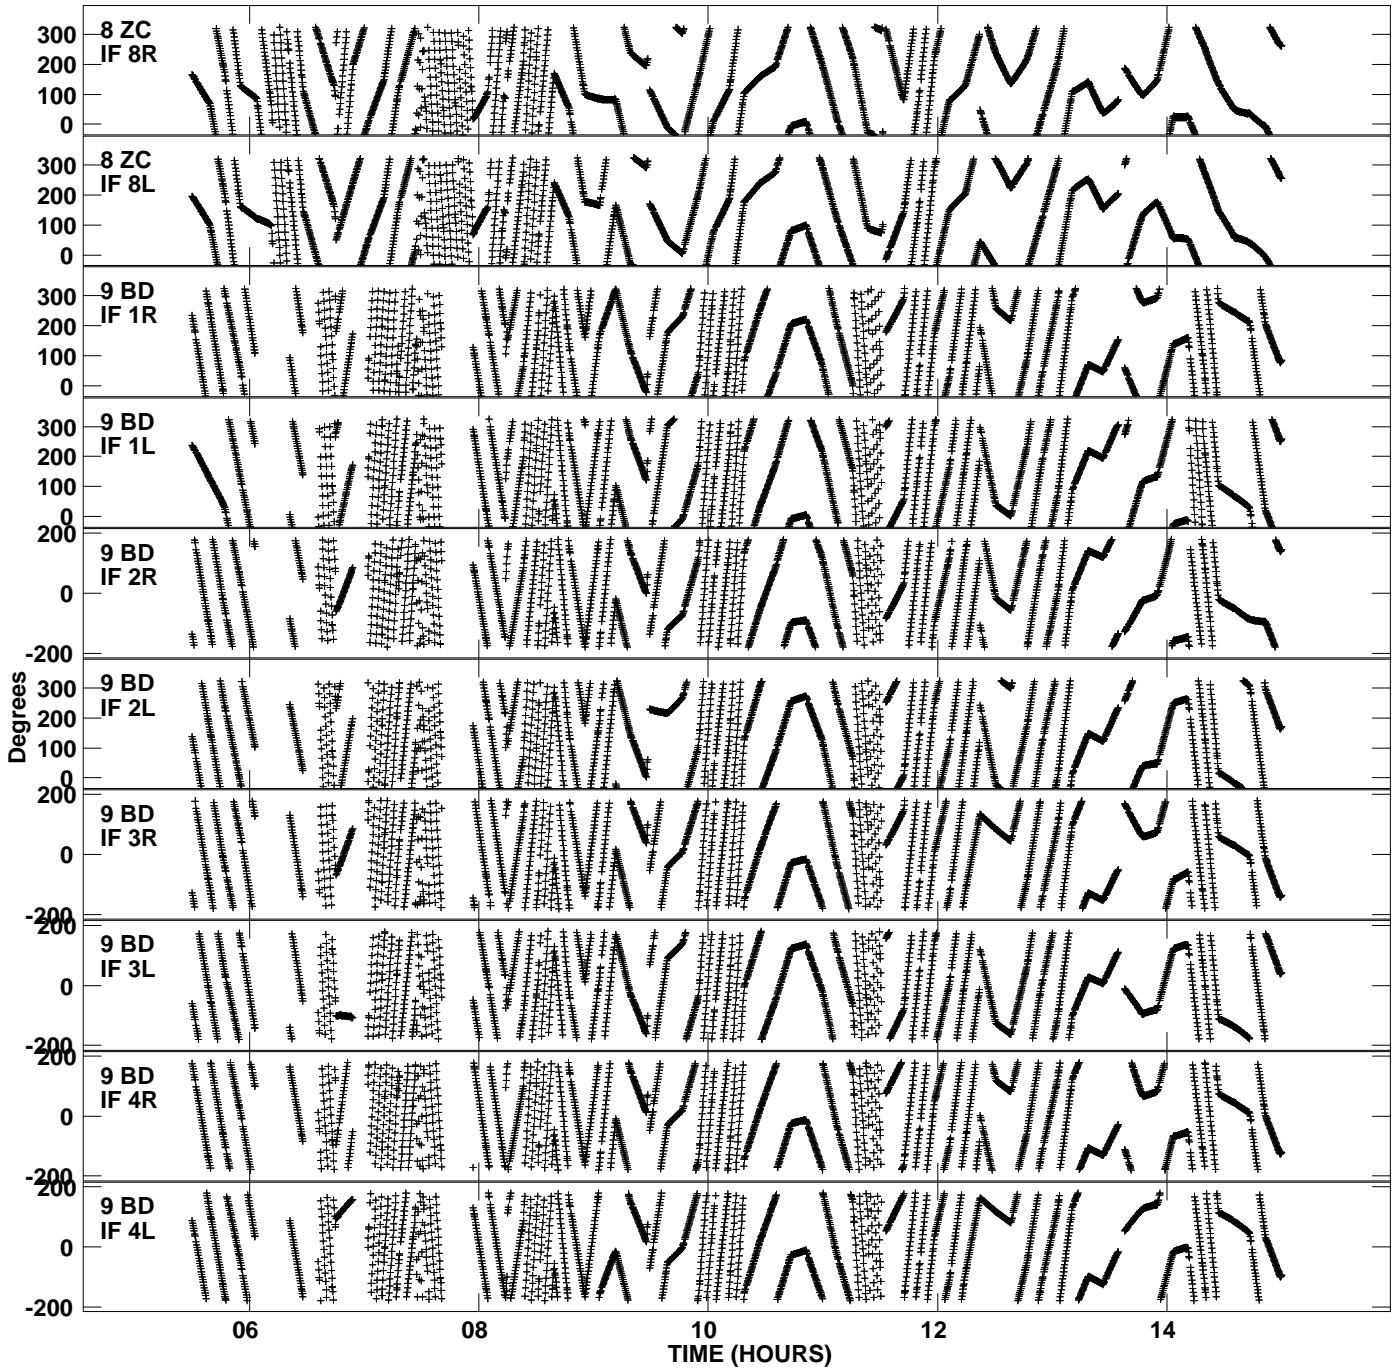 8 ZC
IF 8R
300
200
100
0
8 ZC
IF 8L
300
200
100
0
9 BD
IF 1R
300
200
100
0
9 BD
IF 1L
300
200
100
0
9 BD
IF 2R
200
0
-200
9 BD
IF 2L
300
200
100
0
9 BD
IF 3R
200
0
-200
9 BD
IF 3L
200
0
-200
9 BD
IF 4R
200
0
-200
9 BD
IF 4L
200
0
-200
Degrees
06 08 10 12 14
TIME (HOURS)